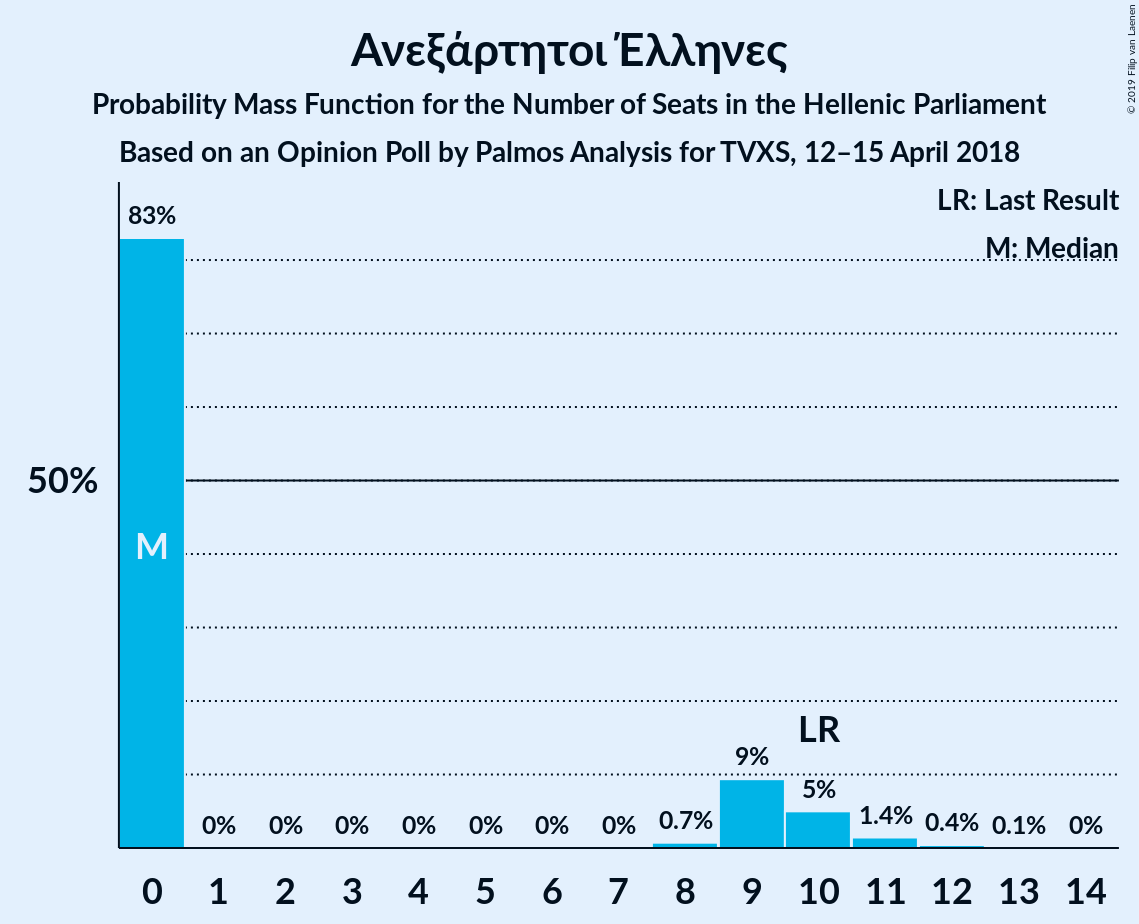 Ανεξάρτητοι Έλληνες
Probability Mass Function for the Number of Seats in the Hellenic Parliament
Based on an Opinion Poll by Palmos Analysis for TVXS, 12–15 April 2018
© 2019 Filip van Laenen
LR: Last Result
M: Median
83%
50%
M
LR
0% 0% 0% 0% 0% 0% 0% 0.7% 9% 5% 1.4% 0.4% 0.1% 0%
0 1 2 3 4 5 6 7 8 9 10 11 12 13 14